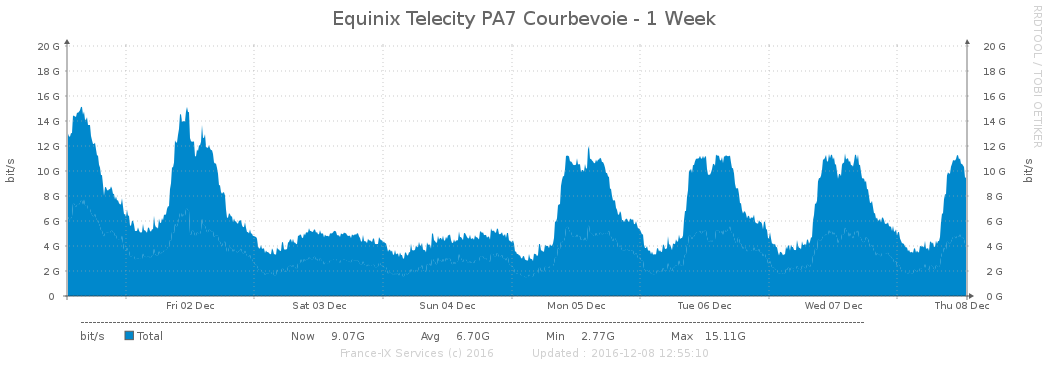 Equinix Telecity PA7 Courbevoie - 1 Week
RRDTOOL / TOBI OETIKER
20 G 20 G
18 G 18 G
16 G 16 G
14 G 14 G
12 G 12 G
10 G 10 G
8 G 8 G
6 G 6 G
4 G 4 G
2 G 2 G
0 0 G
bit/s bit/s
Fri 02 Dec Sat 03 Dec Sun 04 Dec Mon 05 Dec Tue 06 Dec Wed 07 Dec Thu 08 Dec
bit/s Total Now 9.07G Avg 6.70G Min 2.77G Max 15.11G
France-IX Services (c) 2016 Updated : 2016-12-08 12:55:10